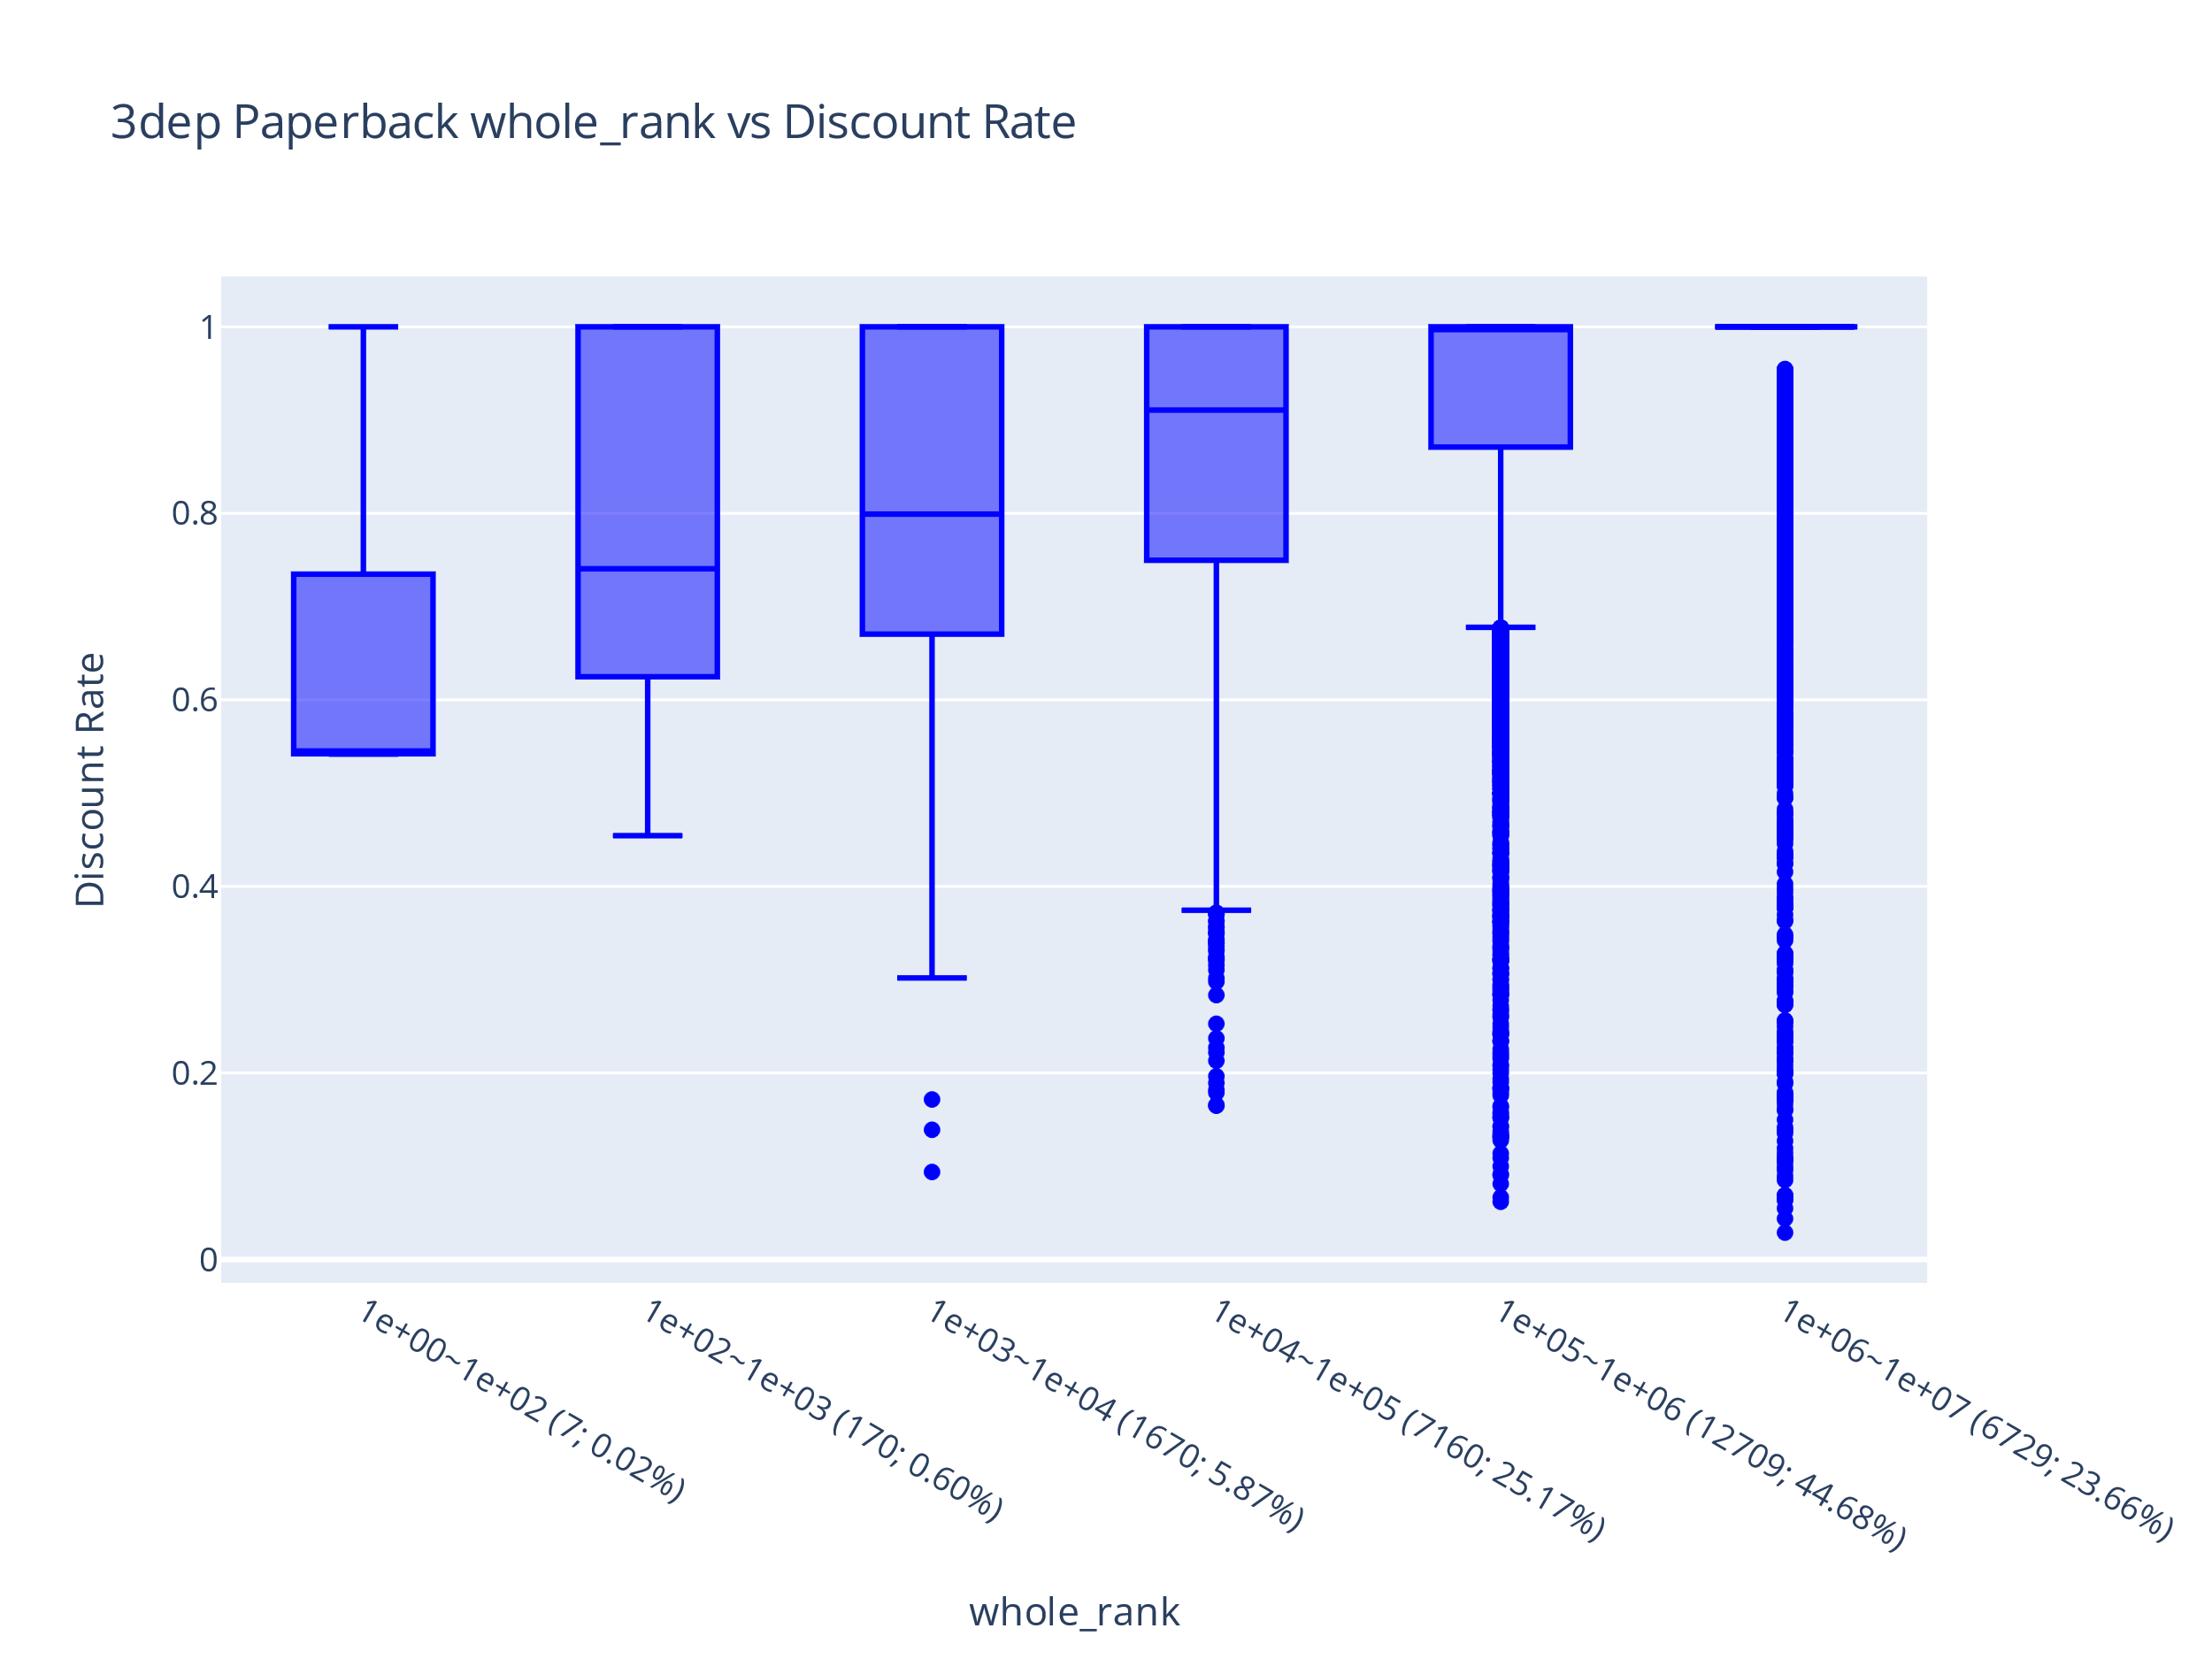 3dep Paperback whole_rank vs Discount Rate
Discount Rate
1
0.8
0.6
0.4
0.2
0
1e+00~1e+02 (7; 0.02%)
1e+02~1e+03 (170; 0.60%)
1e+03~1e+04 (1670; 5.87%)
1e+04~1e+05 (7160; 25.17%)
1e+05~1e+06 (12709; 44.68%)
1e+06~1e+07 (6729; 23.66%)
whole_rank